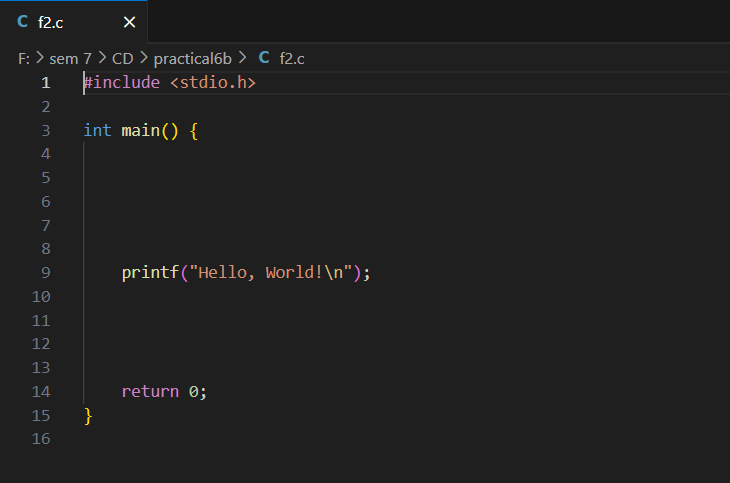 C f2.c ×
F: > sem 7 > CD > practical6b > C f2.c
1 #include <stdio.h>
2
3 int main() {
4
5
6
7
8
9 printf("Hello, World!\n");
10
11
12
13
14 return 0;
15 }
16